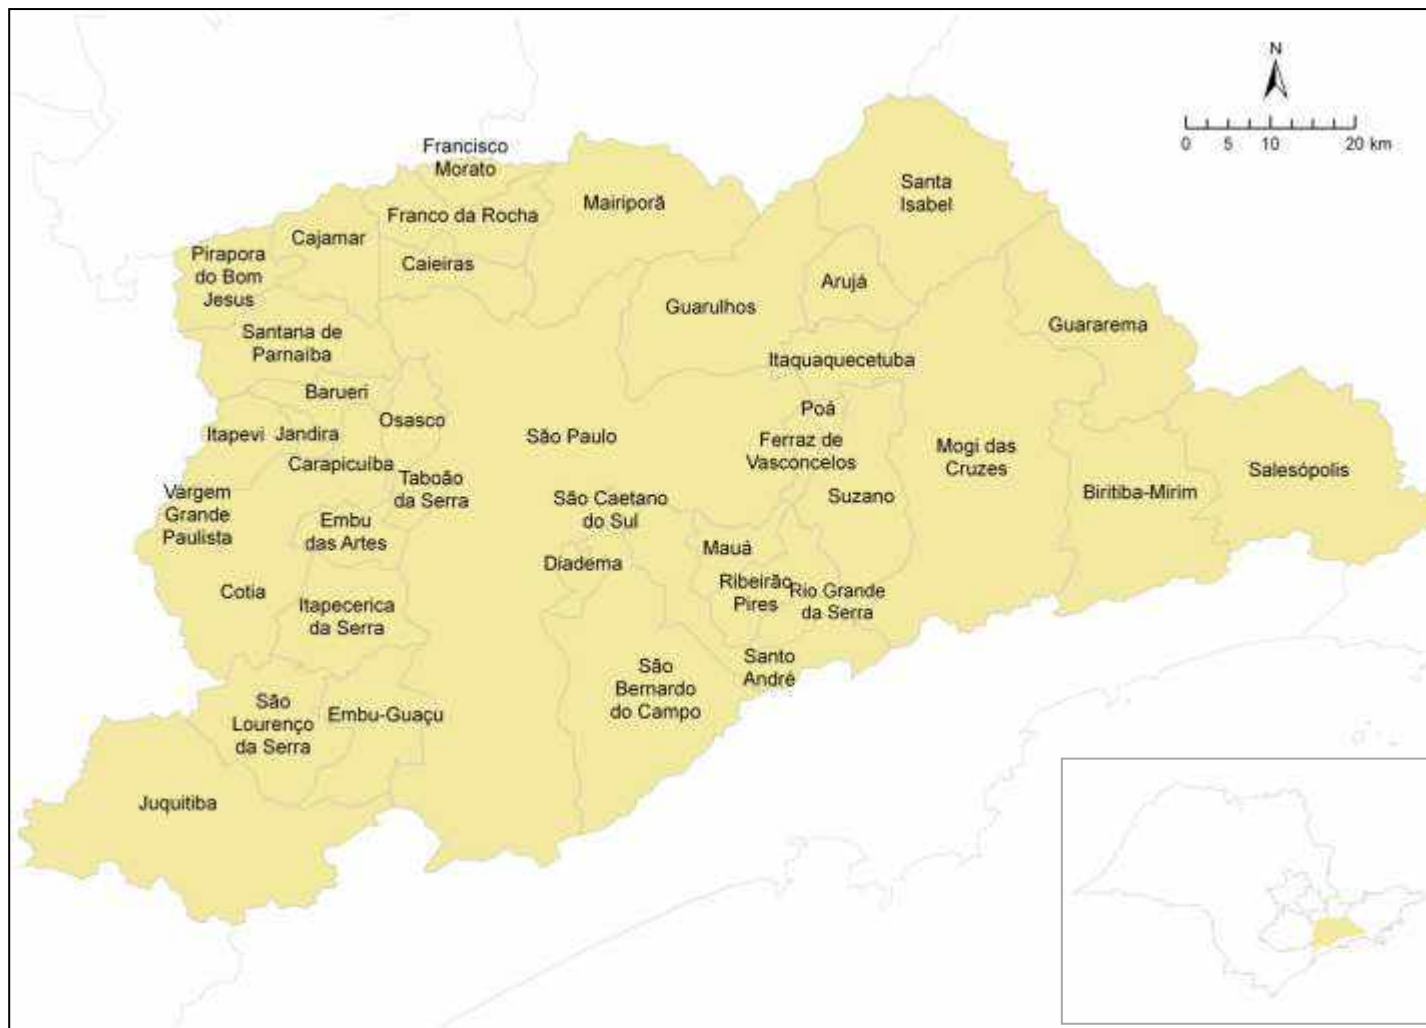 N
0 5 10 20 km
Francisco
Morato
Franco da Rocha
Mairiporã
Santa
Isabel
Cajamar
Caieiras
Pirapora
do Bom
Jesus
Arujá
Guarulhos
Guararema
Santana de
Parnaíba
Itaquaquecetuba
Barueri
Osasco
Poá
Itapevi
Jandira
São Paulo
Ferraz de
Vasconcelos
Mogi das
Cruzes
Carapicuíba
Salesópolis
Taboão
da Serra
Vargem
Grande
Paulista
São Caetano
do Sul
Suzano
Biritiba-Mirim
Embu
das Artes
Mauá
Diadema
Cotia
Itapecerica
da Serra
Ribeirão
Pires
Rio Grande
da Serra
Santo
André
São
Bernardo
do Campo
São
Lourenço
da Serra
Embu-Guaçu
Juquitiba